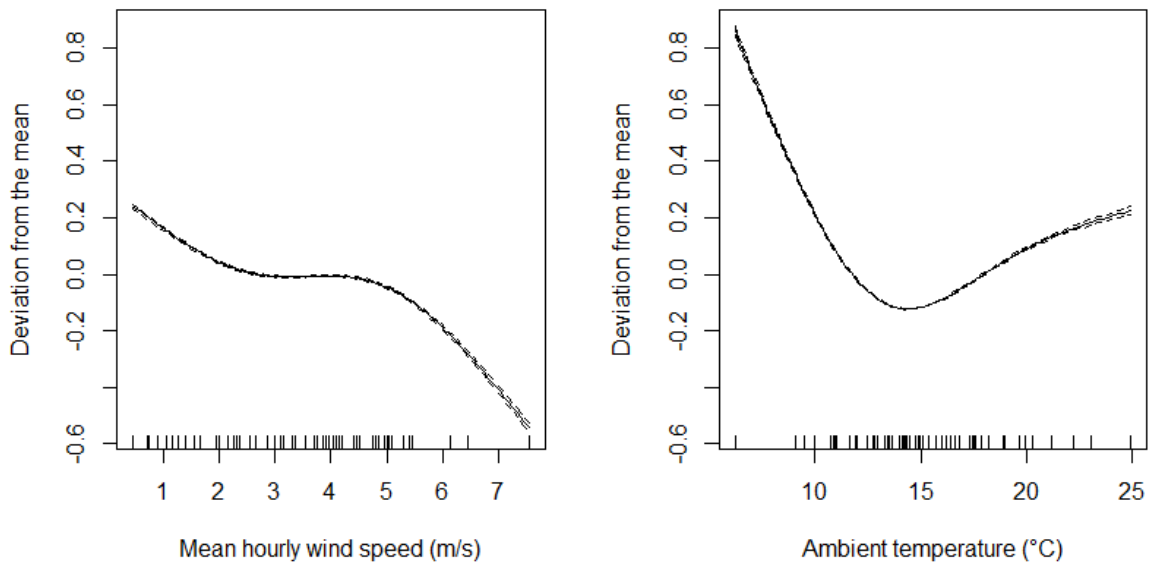 Deviation from the mean
0.8
0.6
0.4
0.2
0.0
-0.2
-0.6
1 2 3 4 5 6 7
Mean hourly wind speed (m/s)
Deviation from the mean
0.8
0.6
0.4
0.2
0.0
-0.2
-0.6
10 15 20 25
Ambient temperature (°C)